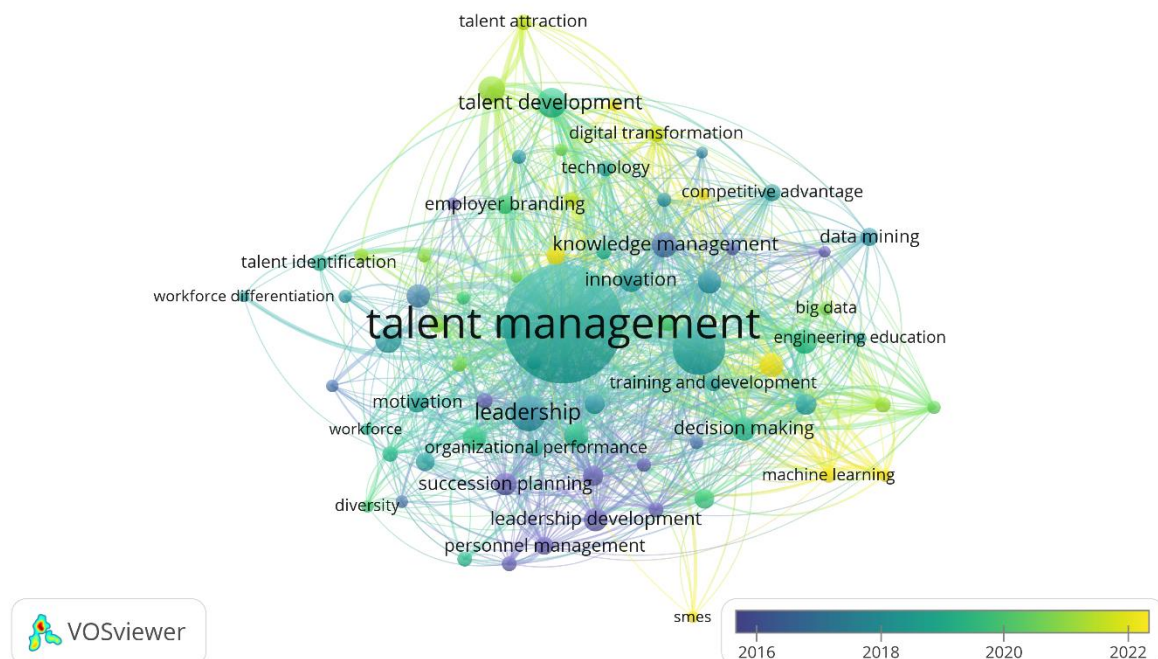 talent attraction
talent development
digital transformation
technology
competitive advantage
employer branding
data mining
knowledge management
talent identification
innovation
workforce differentiation
big data
talent management
engineering education
training and development
motivation
leadership
workforce
decision making
organizational performance
machine learning
succession planning
diversity
leadership development
personnel management
smes
VOSviewer
2016
2018
2020
2022